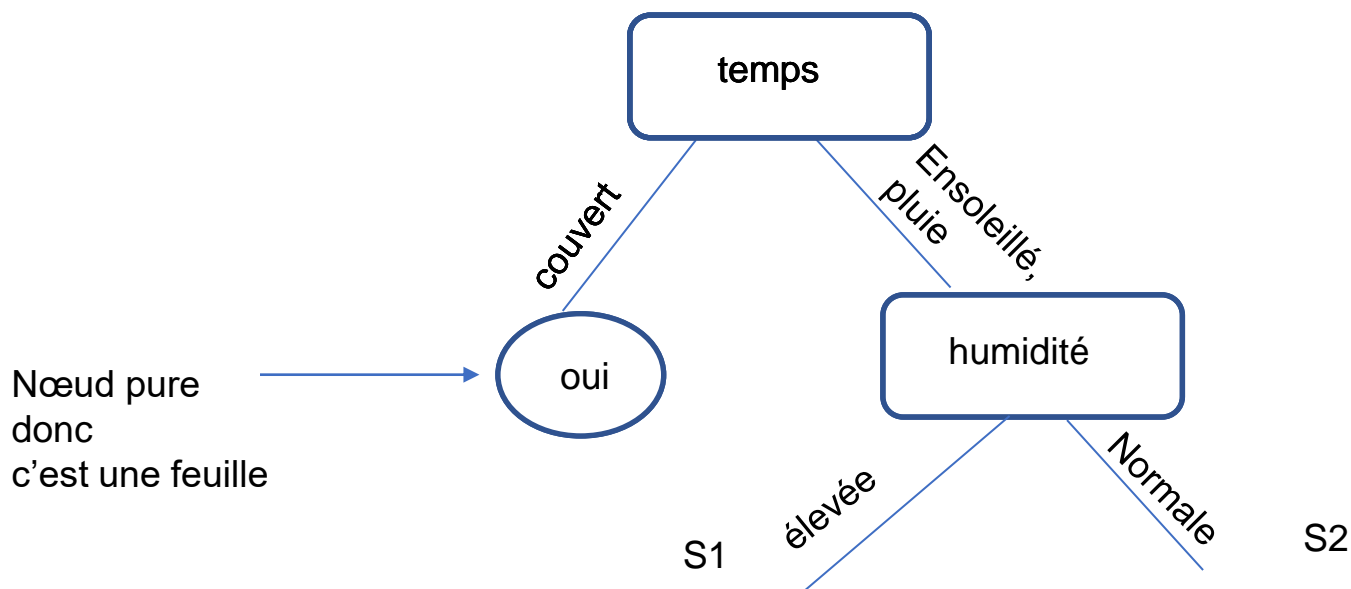 temps
couvert
Ensoleillé,
pluie
oui
humidité
Nœud pure
donc
c’est une feuille
élevée
Normale
S1
S2